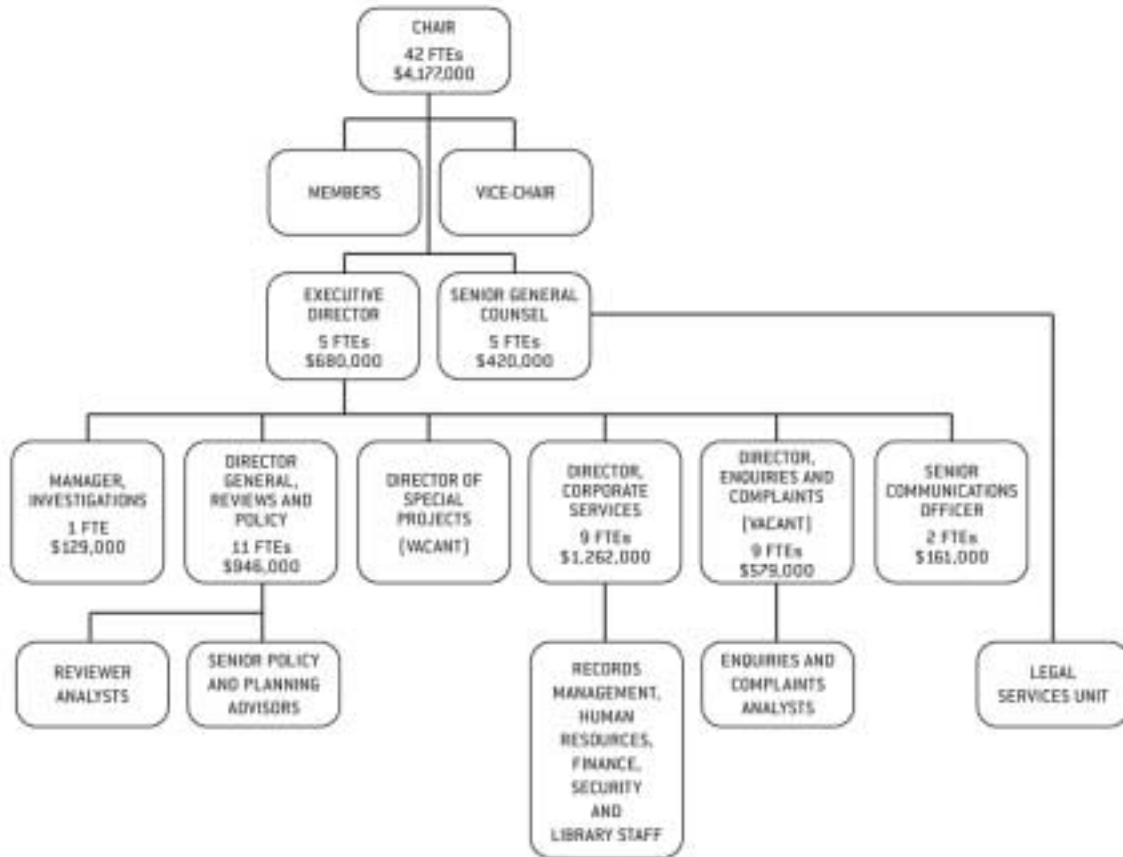 CHAIR
42 FTEs
$4,177,000
MEMBERS
VICE-CHAIR
EXECUTIVE
DIRECTOR
5 FTEs
$680,000
SENIOR GENERAL
COUNSEL
5 FTEs
$420,000
MANAGER,
INVESTIGATIONS
1 FTE
$129,000
DIRECTOR
GENERAL,
REVIEWS AND
POLICY
11 FTEs
$946,000
DIRECTOR OF
SPECIAL
PROJECTS
(VACANT)
DIRECTOR,
CORPORATE
SERVICES
9 FTEs
$1,262,000
DIRECTOR,
ENQUIRIES AND
COMPLAINTS
(VACANT)
9 FTEs
$579,000
SENIOR
COMMUNICATIONS
OFFICER
2 FTEs
$161,000
REVIEWER
ANALYSTS
SENIOR POLICY
AND PLANNING
ADVISORS
RECORDS
MANAGEMENT,
HUMAN
RESOURCES,
FINANCE,
SECURITY
AND
LIBRARY STAFF
ENQUIRIES AND
COMPLAINTS
ANALYSTS
LEGAL
SERVICES UNIT